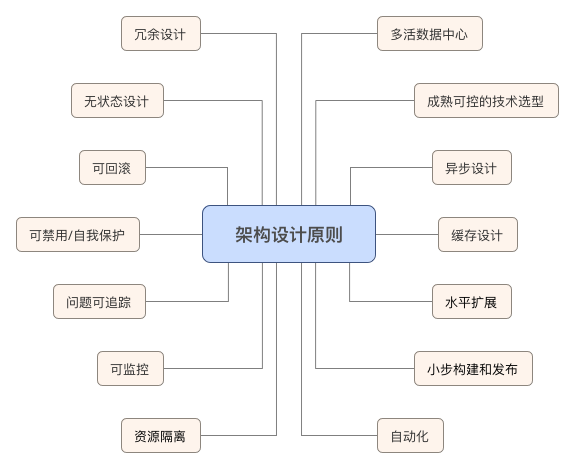 冗余设计
多活数据中心
无状态设计
成熟可控的技术选型
可回滚
异步设计
可禁用/自我保护
架构设计原则
缓存设计
问题可追踪
水平扩展
可监控
小步构建和发布
资源隔离
自动化